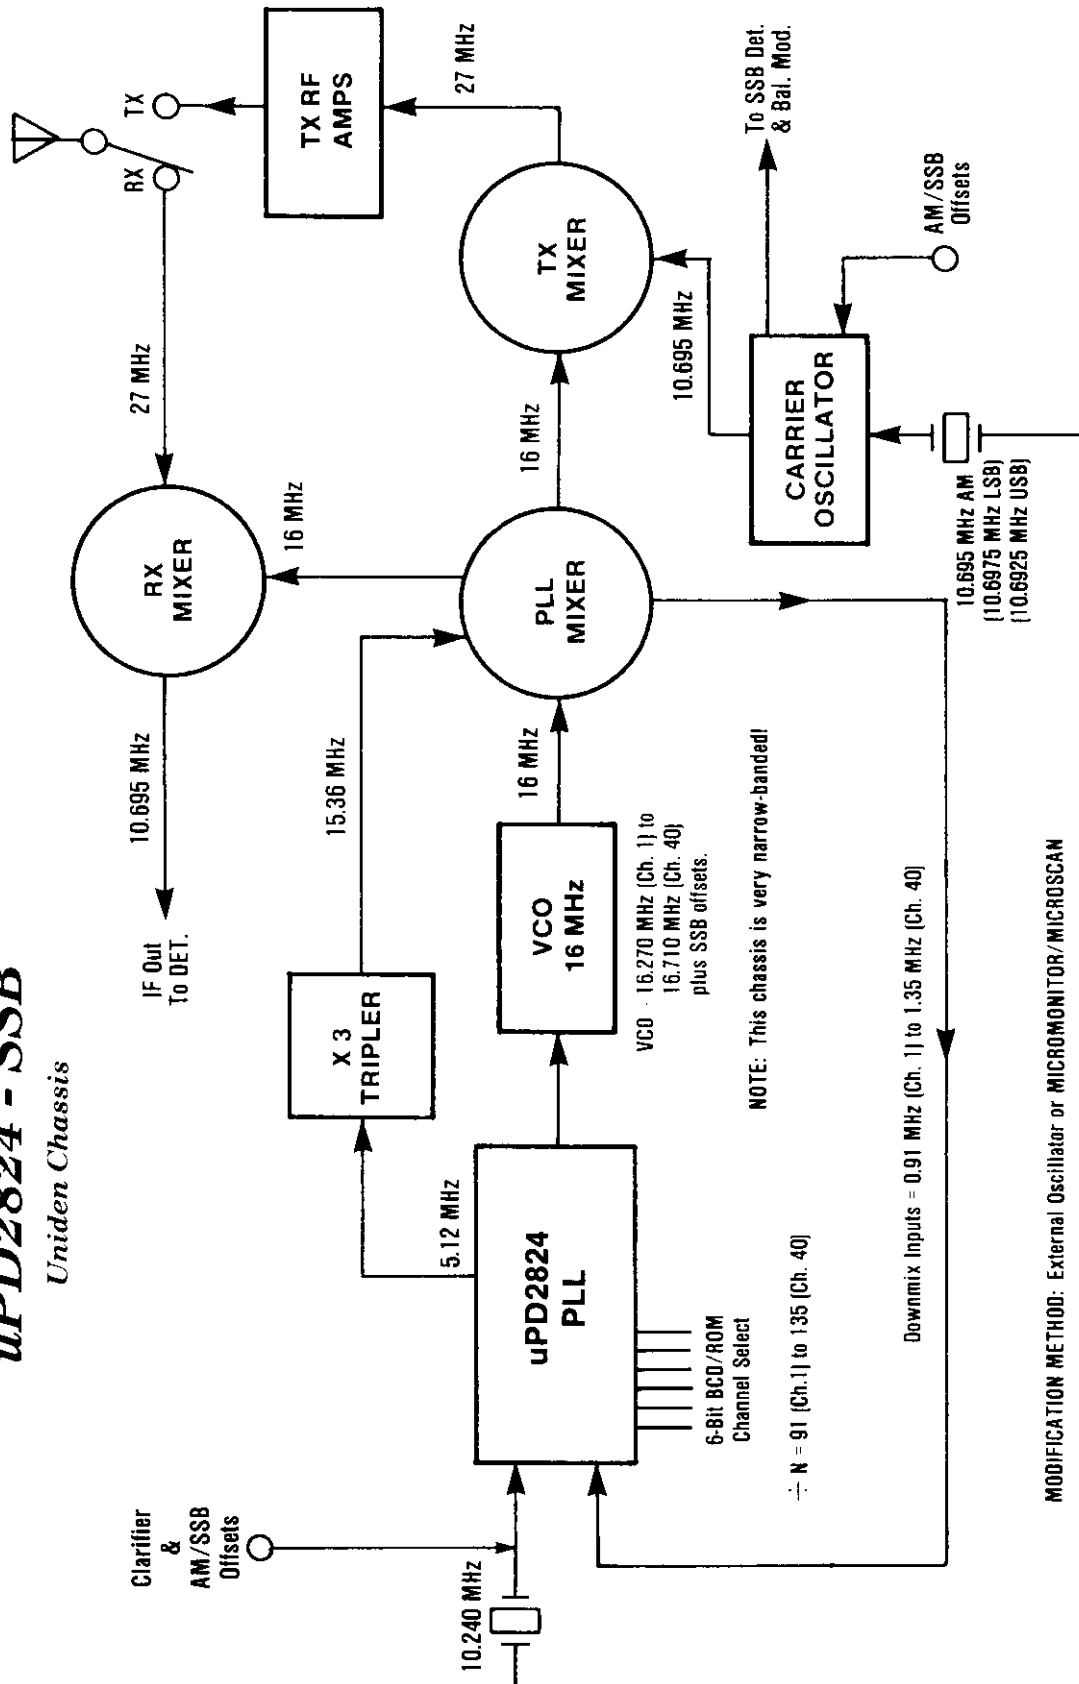 uPD2824 - SSB
Uniden Chassis
Clarifier
&
AM/SSB
Offsets
10.240 MHz
uPD2824
PLL
5.12 MHz
6-Bit BCD/ROM
Channel Select
÷ N = 91 (Ch.1) to 135 (Ch. 40)
X 3
TRIPLER
15.36 MHz
VCO
16 MHz
VCO - 16.270 MHz (Ch. 1) to
16.710 MHz (Ch. 40)
plus SSB offsets.
16 MHz
NOTE: This chassis is very narrow-banded!
Downmix Inputs = 0.91 MHz (Ch. 1) to 1.35 MHz (Ch. 40)
MODIFICATION METHOD: External Oscillator or MICROMONITOR/MICROSCAN
IF Out
To DET.
10.695 MHz
RX
MIXER
27 MHz
16 MHz
PLL
MIXER
16 MHz
TX
MIXER
RX
TX
TX RF
AMPS
27 MHz
10.695 MHz
CARRIER
OSCILLATOR
To SSB Det.
& Bal. Mod.
AM/SSB
Offsets
10.695 MHz AM
(10.6975 MHz LSB)
(10.6925 MHz USB)